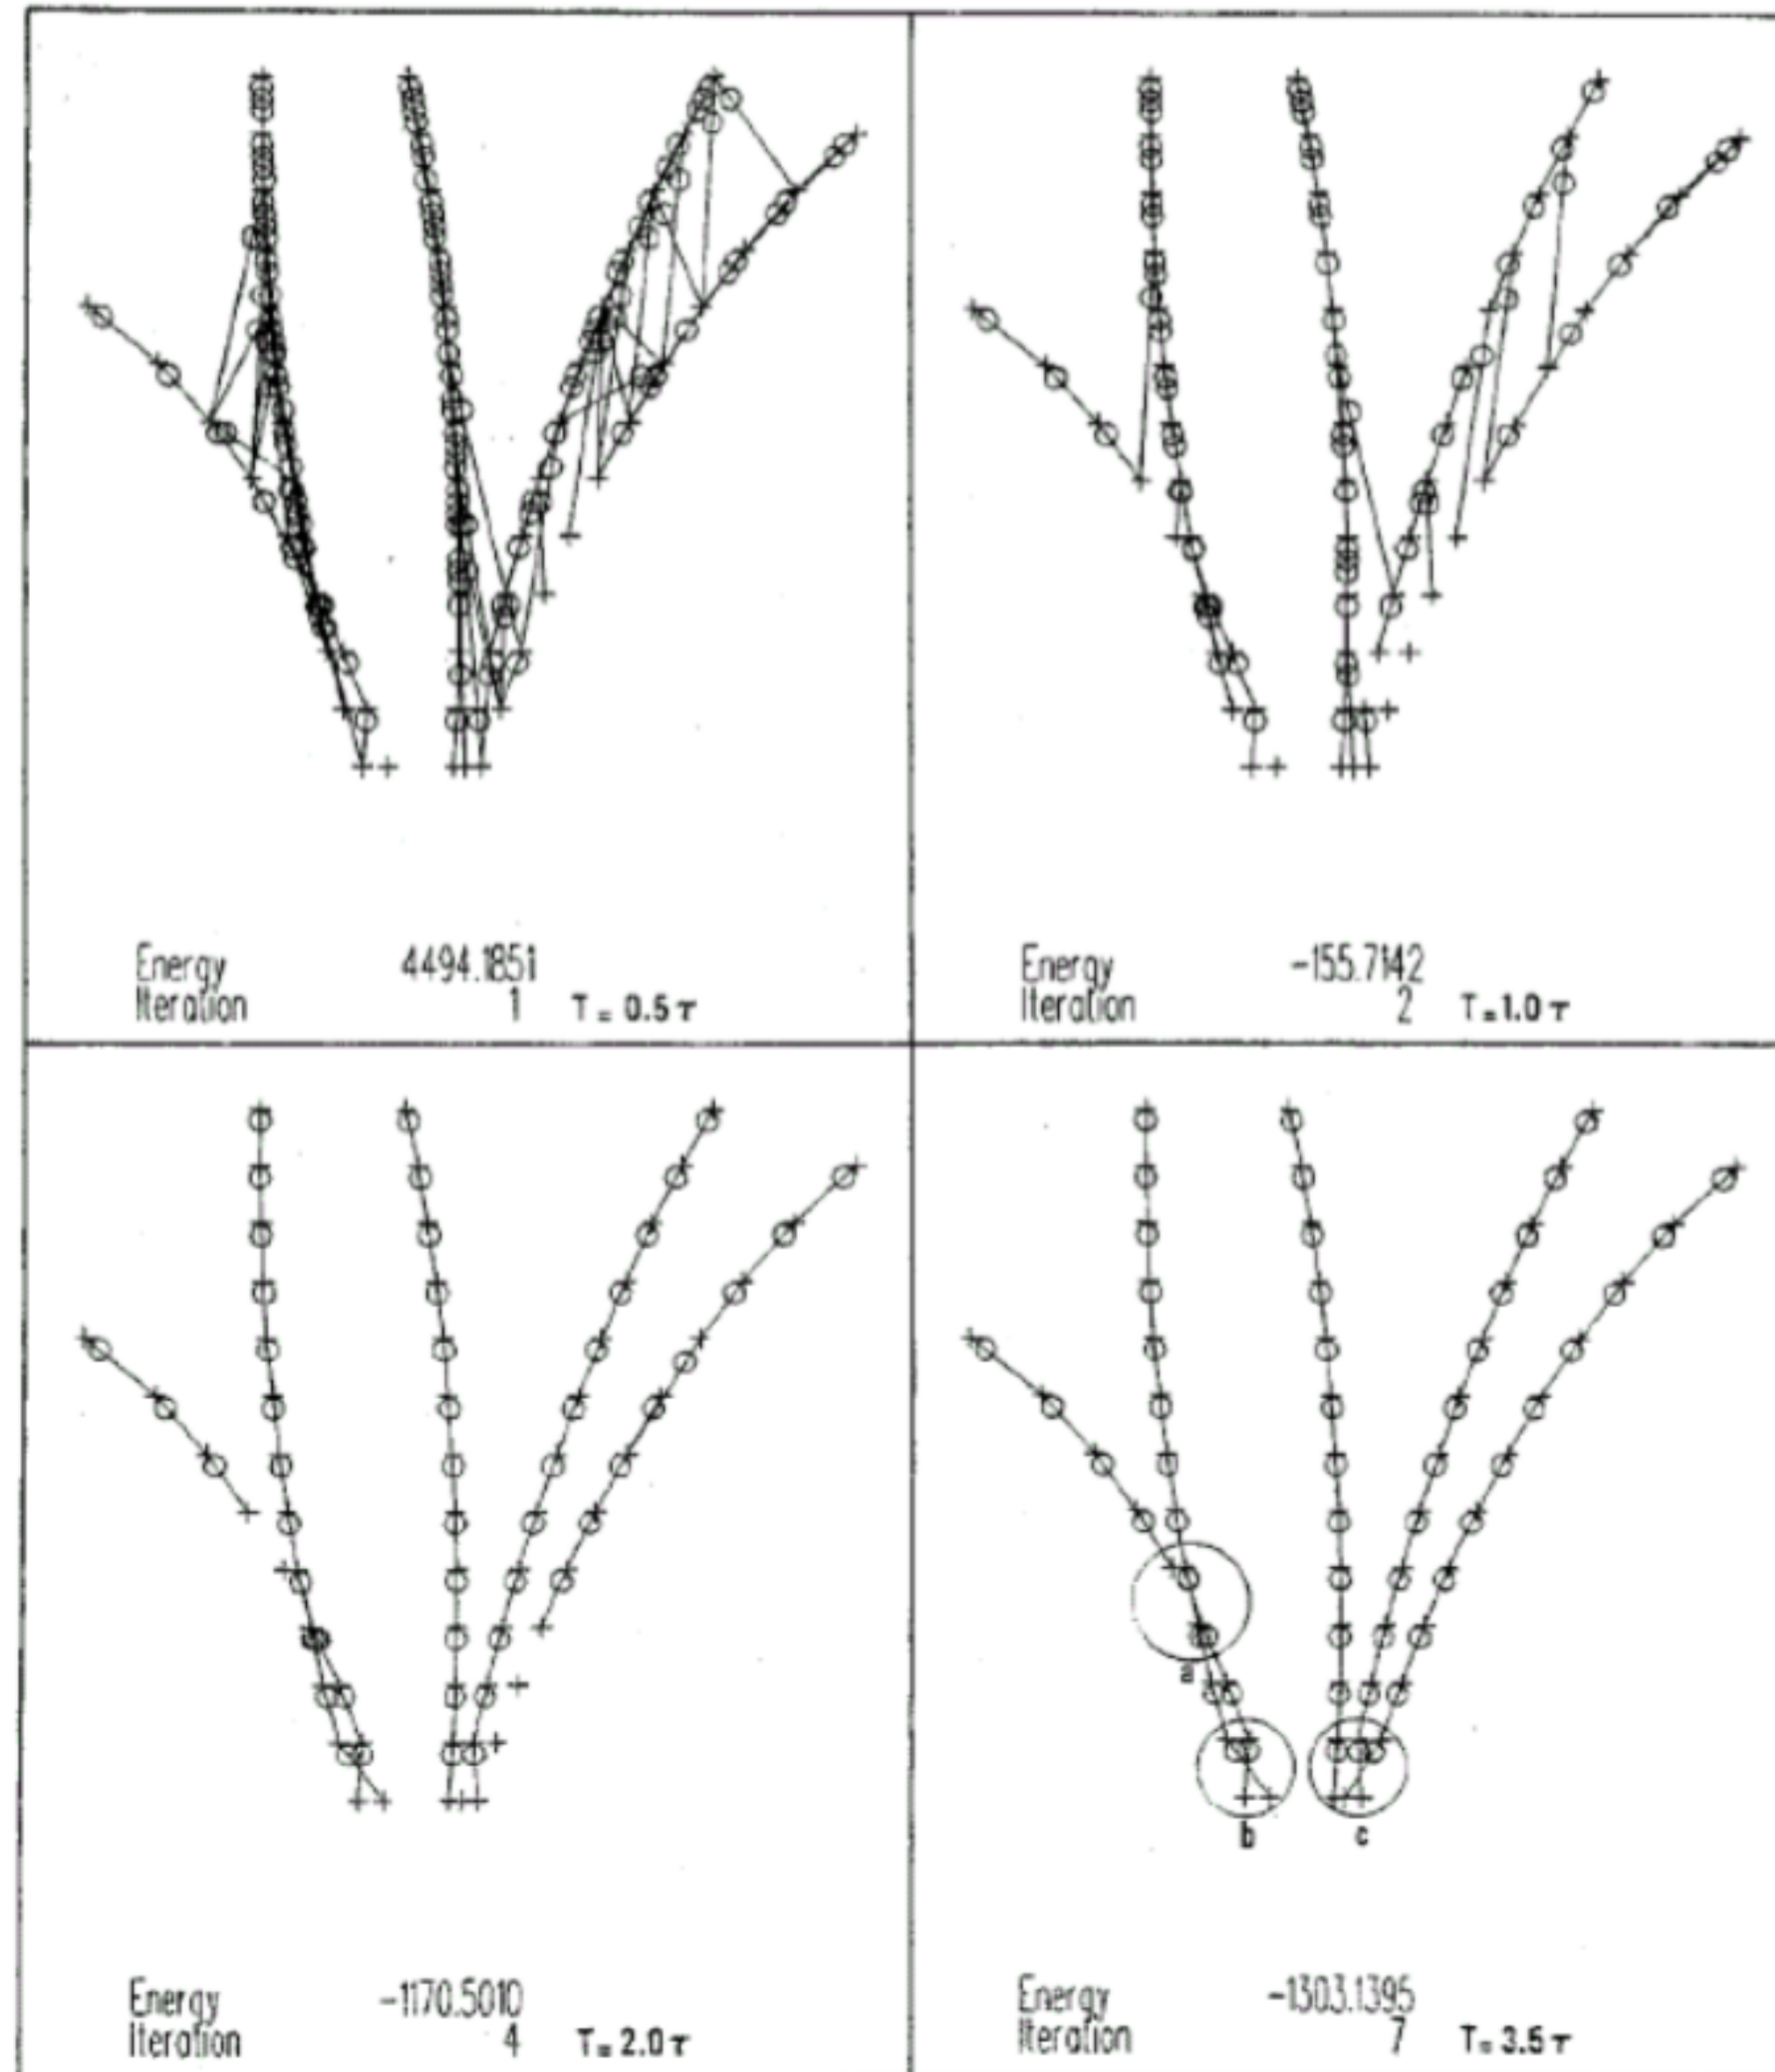 Energy 4494.1851
Iteration 1 T = 0.5 τ
Energy -155.7142
Iteration 2 T = 1.0 τ
a
b c
Energy -1170.5010
Iteration 4 T = 2.0 τ
Energy -1303.1395
Iteration 7 T = 3.5 τ